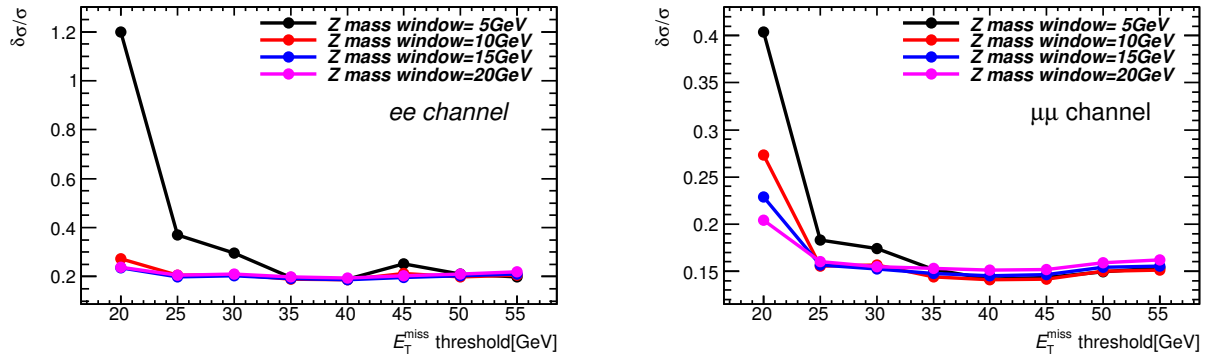 δσ/σ
Z mass window= 5GeV
Z mass window=10GeV
Z mass window=15GeV
Z mass window=20GeV
ee channel
1.2
1
0.8
0.6
0.4
0.2
20 25 30 35 40 45 50 55
E_T^miss threshold[GeV]
δσ/σ
Z mass window= 5GeV
Z mass window=10GeV
Z mass window=15GeV
Z mass window=20GeV
μμ channel
0.4
0.35
0.3
0.25
0.2
0.15
20 25 30 35 40 45 50 55
E_T^miss threshold[GeV]